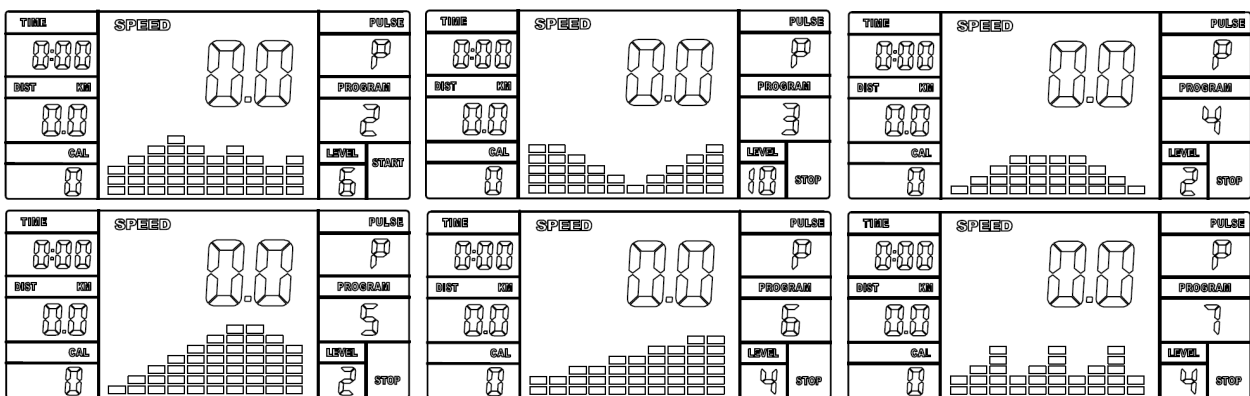 TIME SPEED PULSE
0:00 0.0 P
DIST KM PROGRAM
0.0 2
CAL LEVEL START
0 6
TIME SPEED PULSE
0:00 0.0 P
DIST KM PROGRAM
0.0 3
CAL LEVEL STOP
0 10
TIME SPEED PULSE
0:00 0.0 P
DIST KM PROGRAM
0.0 4
CAL LEVEL STOP
0 2
TIME SPEED PULSE
0:00 0.0 P
DIST KM PROGRAM
0.0 5
CAL LEVEL STOP
0 2
TIME SPEED PULSE
0:00 0.0 P
DIST KM PROGRAM
0.0 6
CAL LEVEL STOP
0 4
TIME SPEED PULSE
0:00 0.0 P
DIST KM PROGRAM
0.0 7
CAL LEVEL STOP
0 4